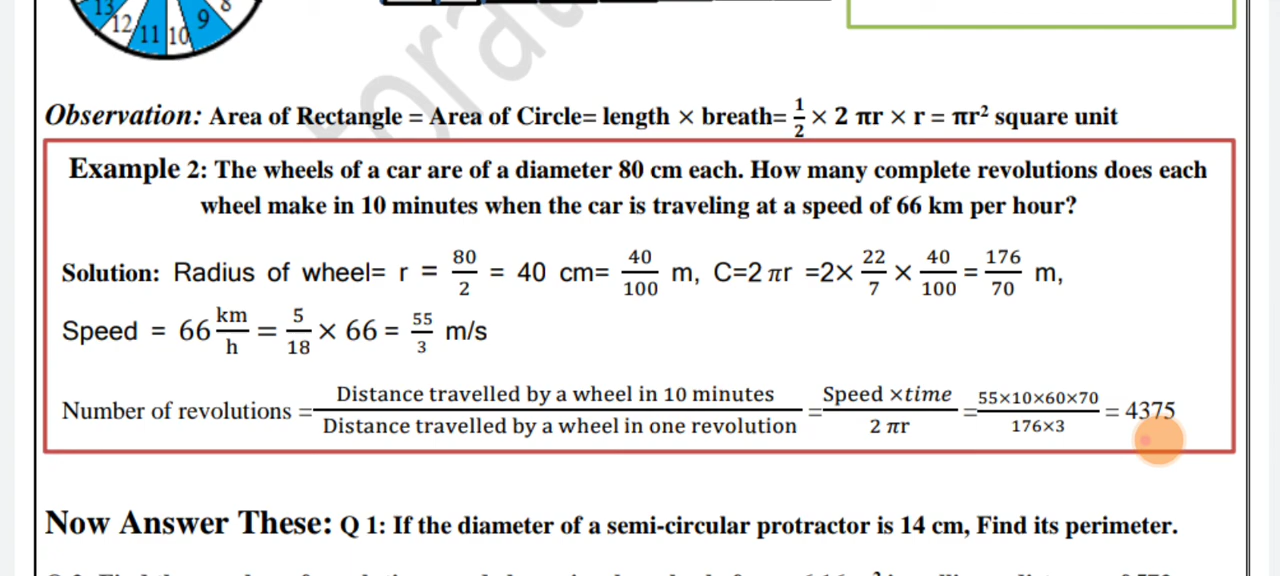 13 12 11 10 9 8
Observation: Area of Rectangle = Area of Circle= length × breath= 1/2 × 2 πr × r = πr² square unit
Example 2: The wheels of a car are of a diameter 80 cm each. How many complete revolutions does each
wheel make in 10 minutes when the car is traveling at a speed of 66 km per hour?
Solution: Radius of wheel= r = 80/2 = 40 cm= 40/100 m, C=2 πr =2× 22/7 × 40/100 = 176/70 m,
Speed = 66 km/h = 5/18 × 66 = 55/3 m/s
Number of revolutions = Distance travelled by a wheel in 10 minutes/Distance travelled by a wheel in one revolution = Speed ×time/2 πr = 55×10×60×70/176×3 = 4375
Now Answer These: Q 1: If the diameter of a semi-circular protractor is 14 cm, Find its perimeter.